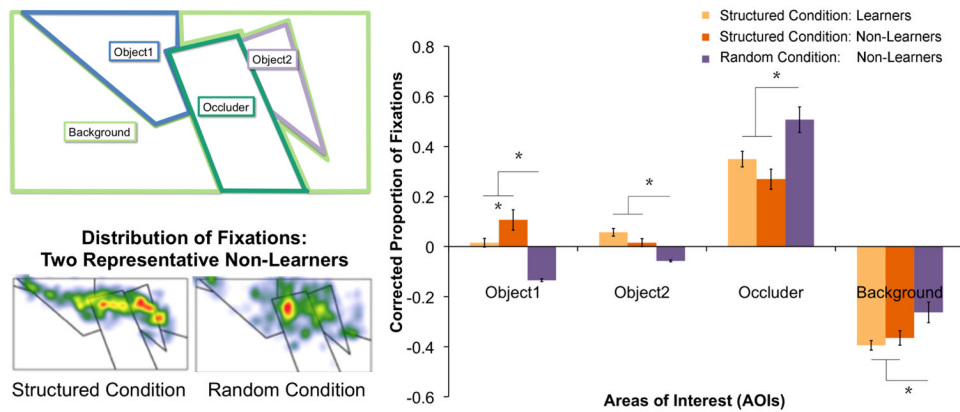 Object1
Object2
Occluder
Background
Distribution of Fixations:
Two Representative Non-Learners
Structured Condition
Random Condition
Structured Condition: Learners
Structured Condition: Non-Learners
Random Condition: Non-Learners
Corrected Proportion of Fixations
0.8
0.6
0.4
0.2
0
-0.2
-0.4
-0.6
*
*
*
*
*
Object1
Object2
Occluder
Background
Areas of Interest (AOIs)